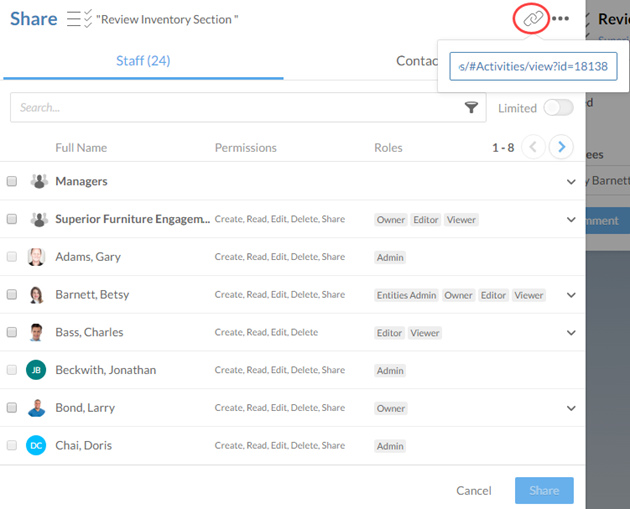 Share "Review Inventory Section "
s/#Activities/view?id=18138
Staff (24)
Contac
Search...
Limited
Full Name Permissions Roles 1 - 8
Managers
Superior Furniture Engagem... Create, Read, Edit, Delete, Share Owner Editor Viewer
Adams, Gary Create, Read, Edit, Delete, Share Admin
Barnett, Betsy Create, Read, Edit, Delete, Share Entities Admin Owner Editor Viewer
Bass, Charles Create, Read, Edit, Delete Editor Viewer
JB Beckwith, Jonathan Create, Read, Edit, Delete, Share Admin
Bond, Larry Create, Read, Edit, Delete, Share Owner
DC Chai, Doris Create, Read, Edit, Delete, Share Admin
Cancel Share
Revie
ed
ees
y Barnett
mment